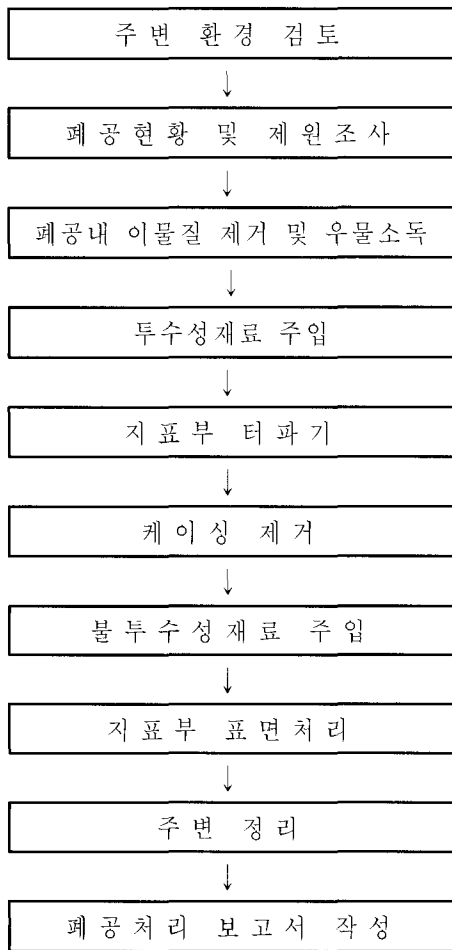 주변 환경 검토
↓
폐공현황 및 제원조사
↓
폐공내 이물질 제거 및 우물소독
↓
투수성재료 주입
↓
지표부 터파기
↓
케이싱 제거
↓
불투수성재료 주입
↓
지표부 표면처리
↓
주변 정리
↓
폐공처리 보고서 작성